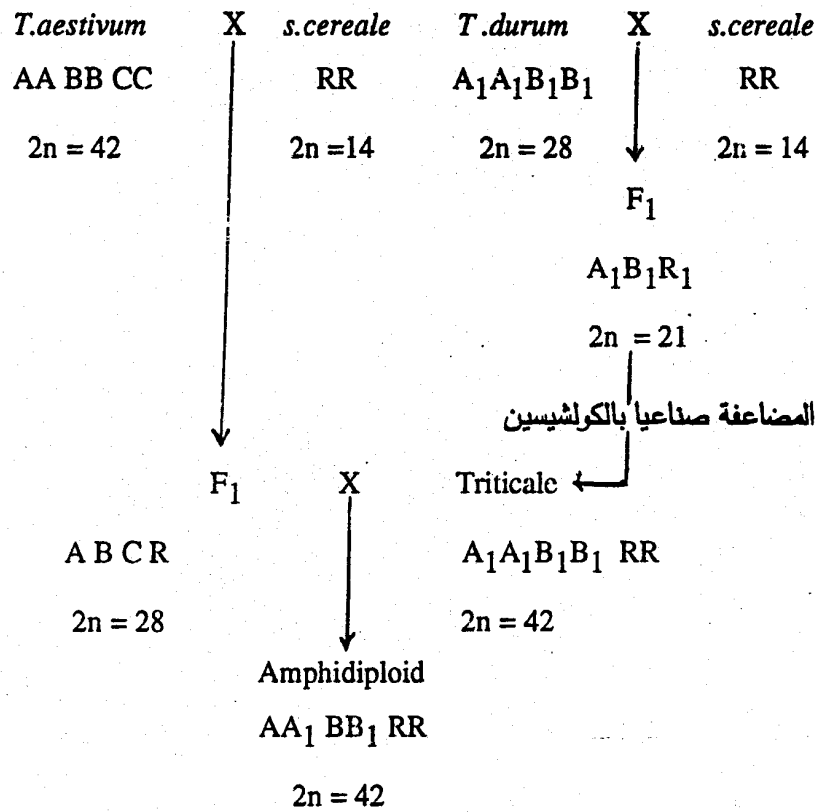 T.aestivum X s.cereale T.durum X s.cereale
AA BB CC RR A₁A₁B₁B₁ RR
2n = 42 2n =14 2n = 28 2n = 14
F₁
A₁B₁R₁
2n = 21
المضاعفة صناعيا بالكولشيسين
F₁ X Triticale
A B C R A₁A₁B₁B₁ RR
2n = 28 2n = 42
Amphidiploid
AA₁ BB₁ RR
2n = 42